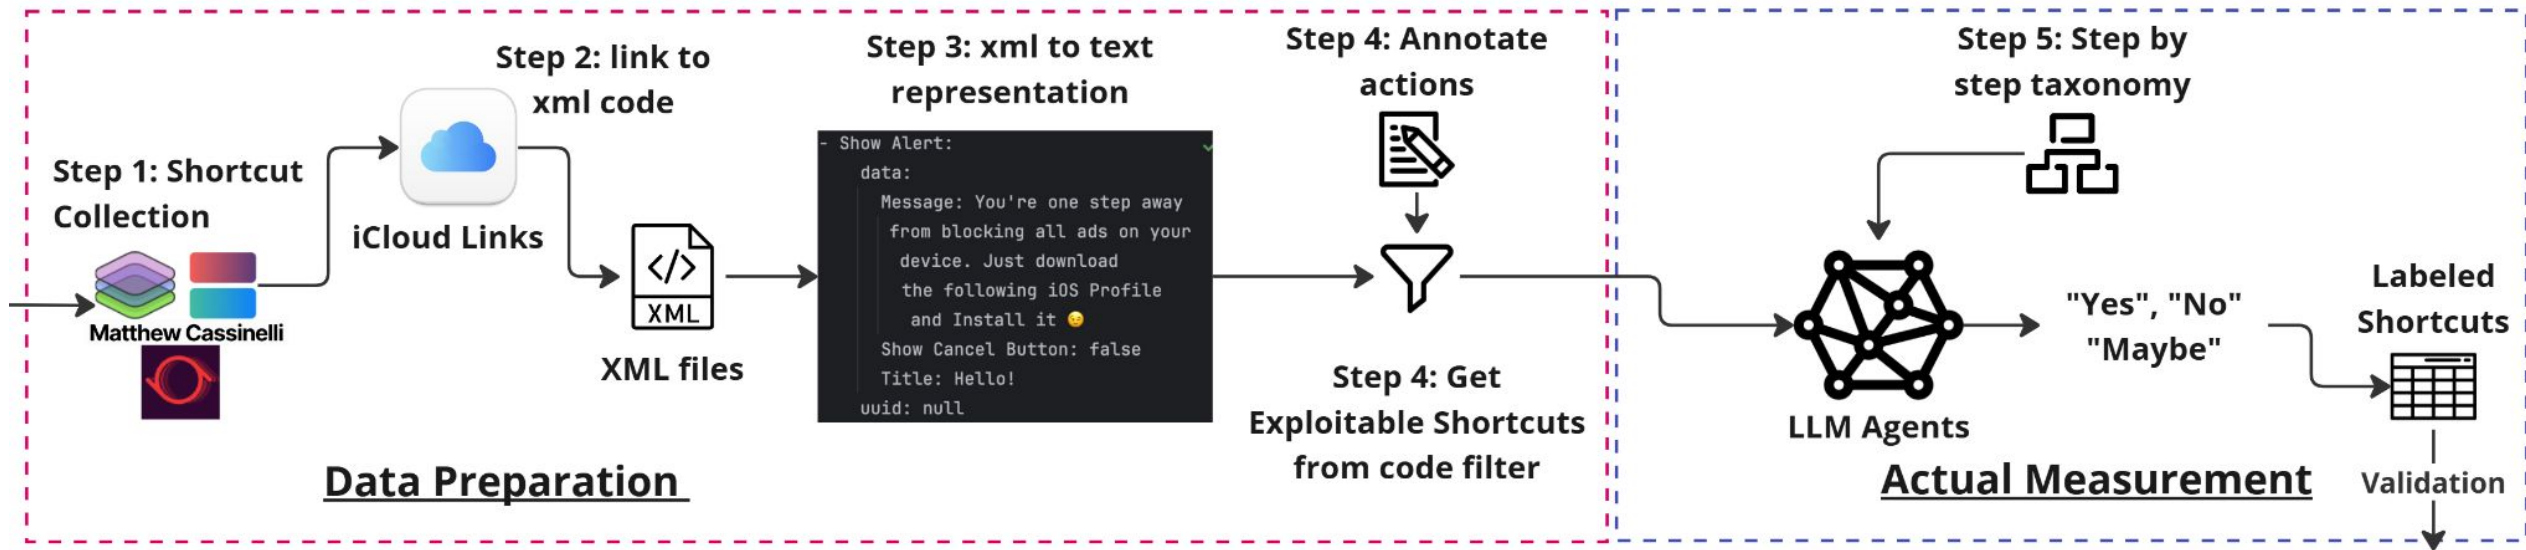 Step 1: Shortcut
Collection
Matthew Cassinelli
Step 2: link to
xml code
iCloud Links
XML
XML files
Step 3: xml to text
representation
- Show Alert:
data:
Message: You're one step away
from blocking all ads on your
device. Just download
the following iOS Profile
and Install it 😉
Show Cancel Button: false
Title: Hello!
uuid: null
Step 4: Annotate
actions
Step 4: Get
Exploitable Shortcuts
from code filter
Data Preparation
Step 5: Step by
step taxonomy
LLM Agents
"Yes", "No"
"Maybe"
Labeled
Shortcuts
Validation
Actual Measurement